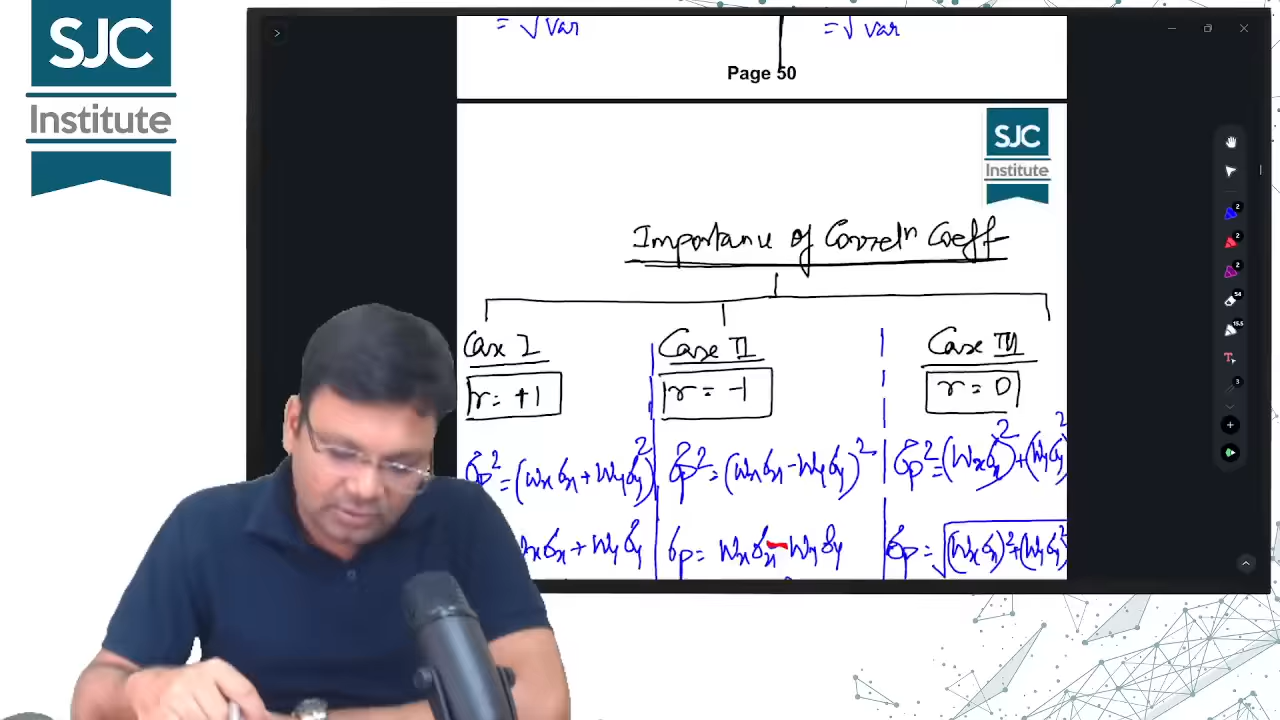 SJC
Institute
= √var
= √var
Page 50
SJC
Institute
Importance of Correlⁿ Coeff
Case I
r = +1
σp² = (Wxσx + Wyσy)²
Wxσx + Wyσy
Case II
r = -1
σp² = (Wxσx - Wyσy)²
σp = Wxσx - Wyσy
Case III
r = 0
σp² = (Wxσx)² + (Wyσy)²
σp = √(Wxσx)² + (Wyσy)²